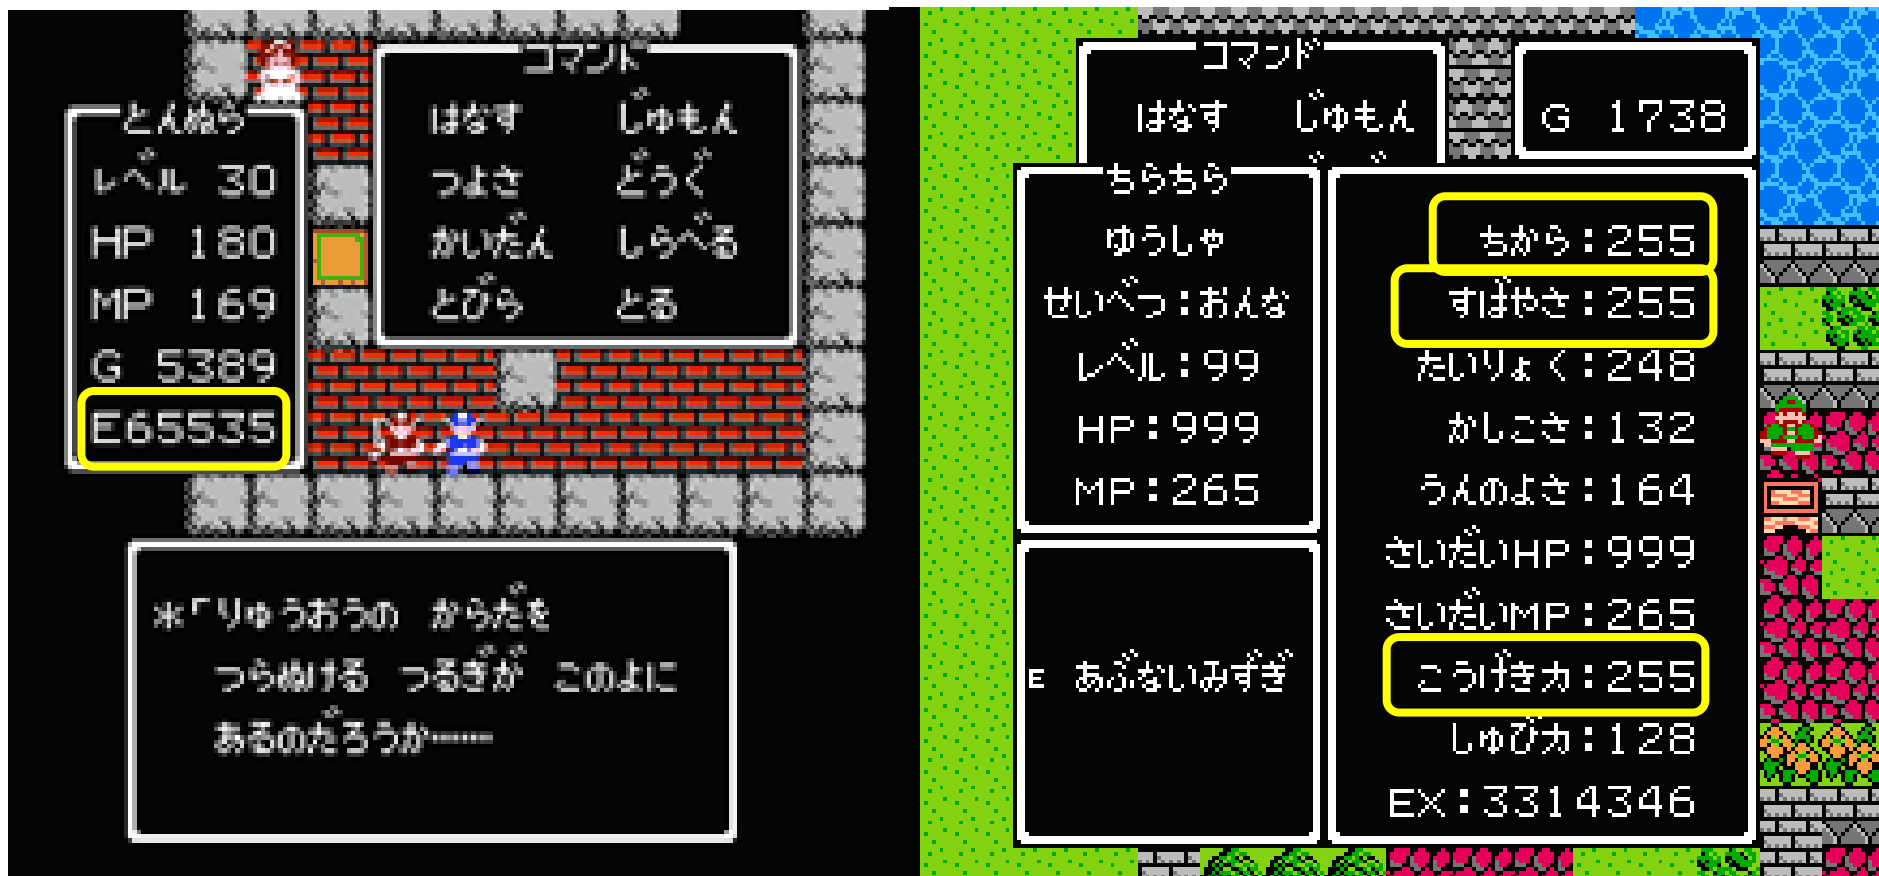 コマンド
はなす じゅもん
つよさ どうぐ
かいだん しらべる
とびら とる
とんぬら
レベル 30
HP 180
MP 169
G 5389
E65535
*「りゅうおうの からだを
つらぬける つるぎが このよに
あるのだろうか……
コマンド
はなす じゅもん
G 1738
ちらちら
ゆうしゃ
せいべつ:おんな
レベル:99
HP:999
MP:265
E あぶないみずぎ
ちから:255
すばやさ:255
たいりょく:248
かしこさ:132
うんのよさ:164
さいだいHP:999
さいだいMP:265
こうげき力:255
しゅび力:128
EX:3314346